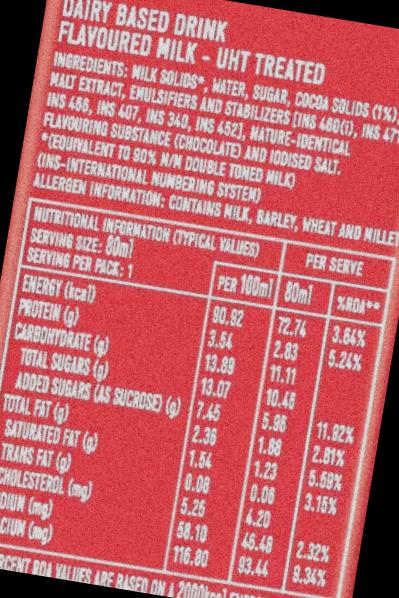 DAIRY BASED DRINK
FLAVOURED MILK - UHT TREATED
INGREDIENTS: MILK SOLIDS*, WATER, SUGAR, COCOA SOLIDS (1%),
MALT EXTRACT, EMULSIFIERS AND STABILIZERS [INS 460(i), INS 471,
INS 466, INS 407, INS 340, INS 452], NATURE-IDENTICAL
FLAVOURING SUBSTANCE (CHOCOLATE) AND IODISED SALT.
*(EQUIVALENT TO 90% M/M DOUBLE TONED MILK)
(INS-INTERNATIONAL NUMBERING SYSTEM)
ALLERGEN INFORMATION: CONTAINS MILK, BARLEY, WHEAT AND MILLET
NUTRITIONAL INFORMATION (TYPICAL VALUES)
SERVING SIZE: 80ml
SERVING PER PACK: 1
PER SERVE
PER 100ml 80ml %RDA**
ENERGY (kcal) 90.92 72.74 3.64%
PROTEIN (g) 3.54 2.83 5.24%
CARBOHYDRATE (g) 13.89 11.11
TOTAL SUGARS (g) 13.07 10.46
ADDED SUGARS (AS SUCROSE) (g) 7.45 5.96 11.92%
TOTAL FAT (g) 2.36 1.88 2.81%
SATURATED FAT (g) 1.54 1.23 5.59%
TRANS FAT (g) 0.08 0.06 3.15%
CHOLESTEROL (mg) 5.25 4.20
DIUM (mg) 58.10 46.48 2.32%
CIUM (mg) 116.80 93.44 9.34%
RCENT RDA VALUES ARE BASED ON A 2000kcal